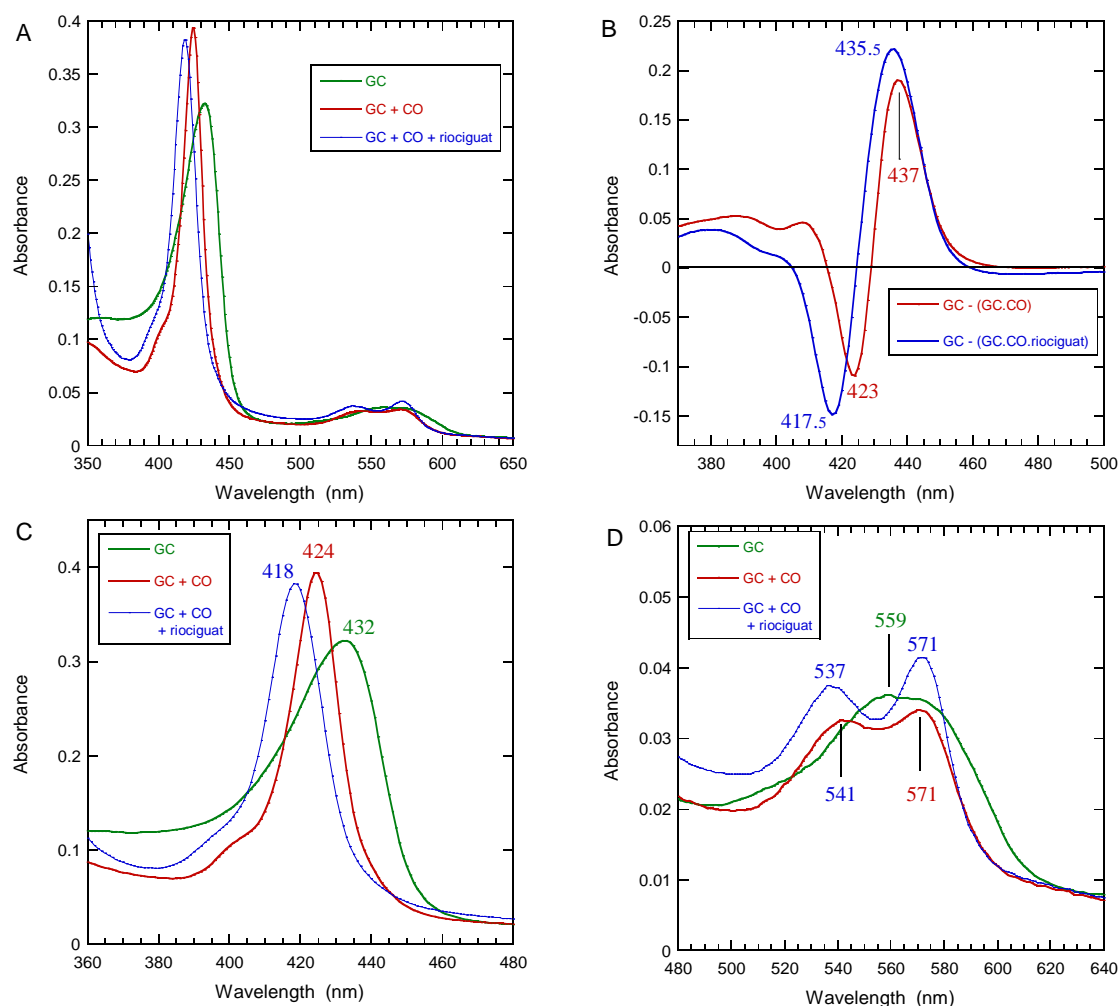 A
0.4
0.35
0.3
0.25
0.2
0.15
0.1
0.05
0
Absorbance
350 400 450 500 550 600 650
Wavelength (nm)
GC
GC + CO
GC + CO + riociguat
B
0.25
0.2
0.15
0.1
0.05
0
-0.05
-0.1
-0.15
Absorbance
380 400 420 440 460 480 500
Wavelength (nm)
435.5
437
423
417.5
GC - (GC.CO)
GC - (GC.CO.riociguat)
C
0.4
0.3
0.2
0.1
0
Absorbance
360 380 400 420 440 460 480
Wavelength (nm)
GC
GC + CO
GC + CO
+ riociguat
424
418
432
D
0.06
0.05
0.04
0.03
0.02
0.01
0
Absorbance
480 500 520 540 560 580 600 620 640
Wavelength (nm)
GC
GC + CO
GC + CO
+ riociguat
559
537
571
541
571